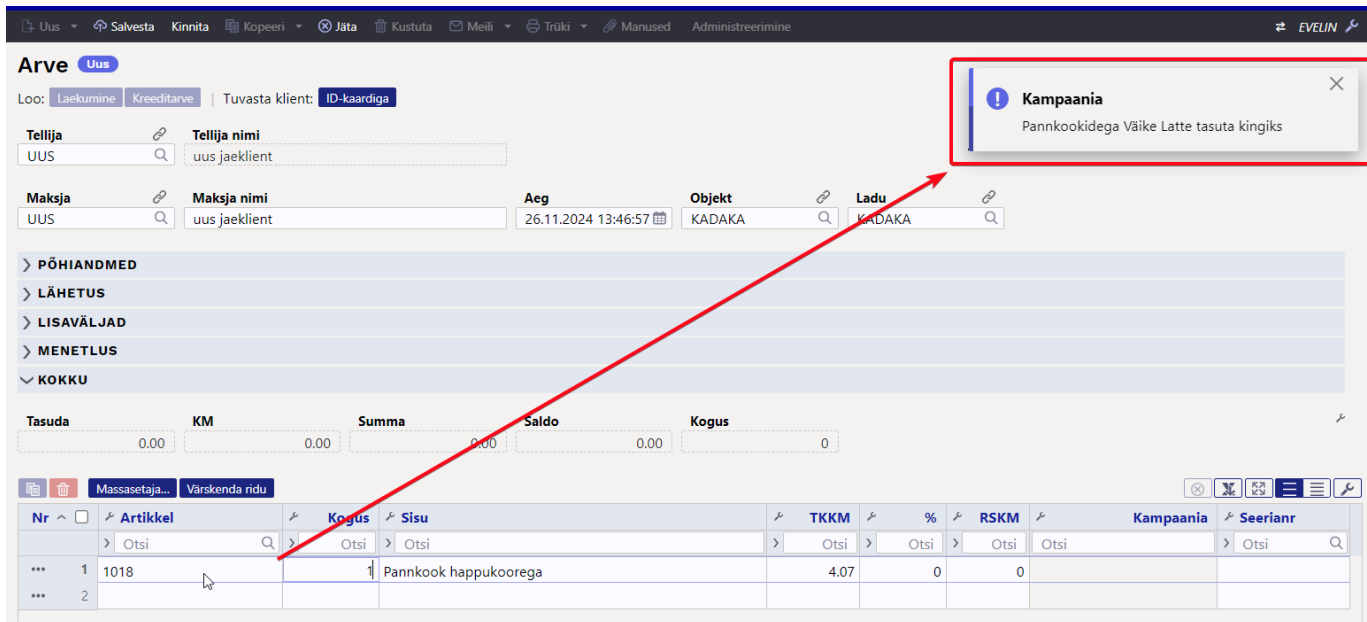 Uus Salvesta Kinnita Kopeeri Jäta Kustuta Meili Trüki Manused Administreerimine EVELIN
Arve Uus
Loo: Laekumine Kreeditarve | Tuvasta klient: ID-kaardiga
Kampaania
Pannkookidega Väike Latte tasuta kingiks
Tellija Tellija nimi
UUS uus jaeklient
Maksja Maksja nimi Aeg Objekt Ladu
UUS uus jaeklient 26.11.2024 13:46:57 KADAKA KADAKA
PÕHIANDMED
LÄHETUS
LISAVÄLJAD
MENETLUS
KOKKU
Tasuda KM Summa Saldo Kogus
0.00 0.00 0.00 0.00 0
Massasetaja... Värskenda ridu
Nr Artikkel Kogus Sisu TKKM % RSKM Kampaania Seerianr
Otsi Otsi Otsi Otsi Otsi Otsi Otsi Otsi
1 1018 1 Pannkook happukoorega 4.07 0 0
2